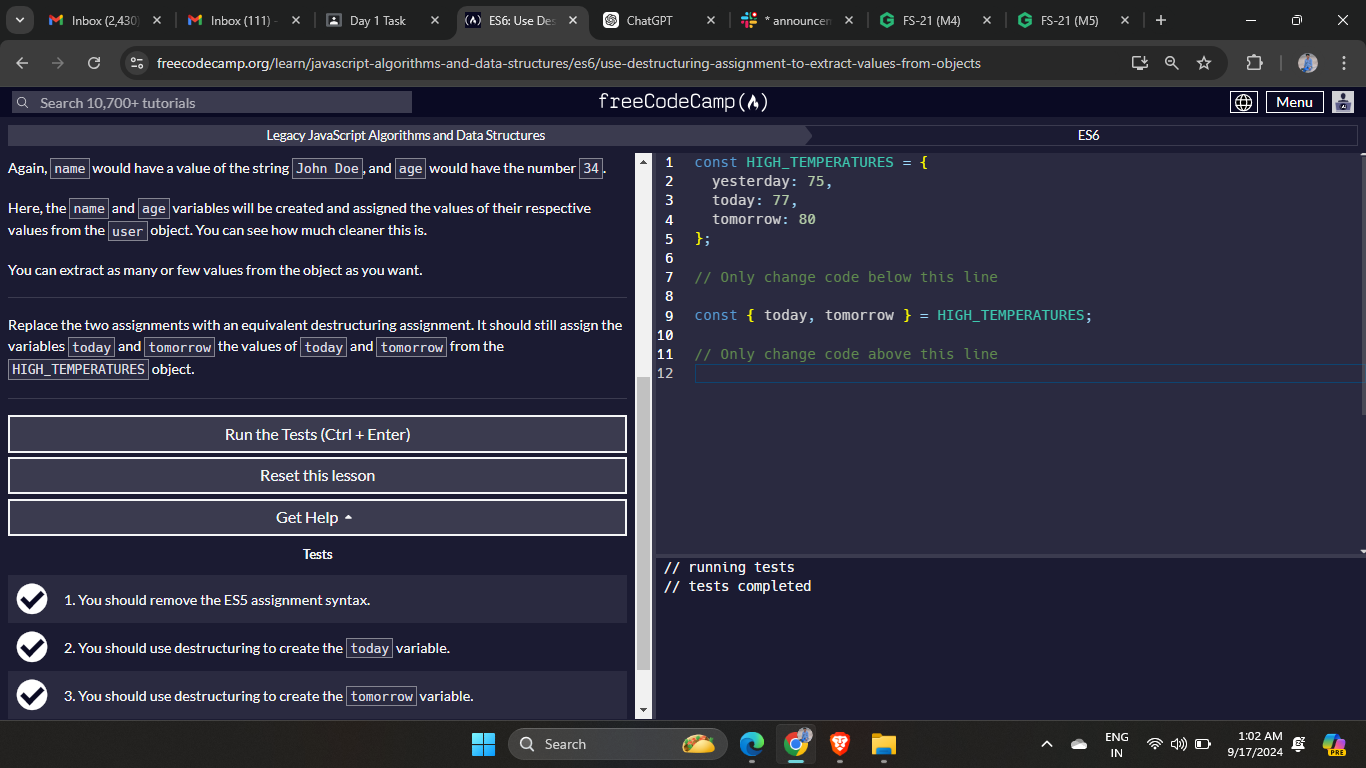 Inbox (2,430)
Inbox (111) -
Day 1 Task
ES6: Use Des
ChatGPT
* announcen
FS-21 (M4)
FS-21 (M5)
freecodecamp.org/learn/javascript-algorithms-and-data-structures/es6/use-destructuring-assignment-to-extract-values-from-objects
Search 10,700+ tutorials
freeCodeCamp
Menu
Legacy JavaScript Algorithms and Data Structures
ES6
Again, name would have a value of the string John Doe, and age would have the number 34.
Here, the name and age variables will be created and assigned the values of their respective
values from the user object. You can see how much cleaner this is.
You can extract as many or few values from the object as you want.
Replace the two assignments with an equivalent destructuring assignment. It should still assign the
variables today and tomorrow the values of today and tomorrow from the
HIGH_TEMPERATURES object.
Run the Tests (Ctrl + Enter)
Reset this lesson
Get Help
Tests
1. You should remove the ES5 assignment syntax.
2. You should use destructuring to create the today variable.
3. You should use destructuring to create the tomorrow variable.
1 const HIGH_TEMPERATURES = {
2 yesterday: 75,
3 today: 77,
4 tomorrow: 80
5 };
6
7 // Only change code below this line
8
9 const { today, tomorrow } = HIGH_TEMPERATURES;
10
11 // Only change code above this line
12
// running tests
// tests completed
Search
ENG
IN
1:02 AM
9/17/2024
PRE